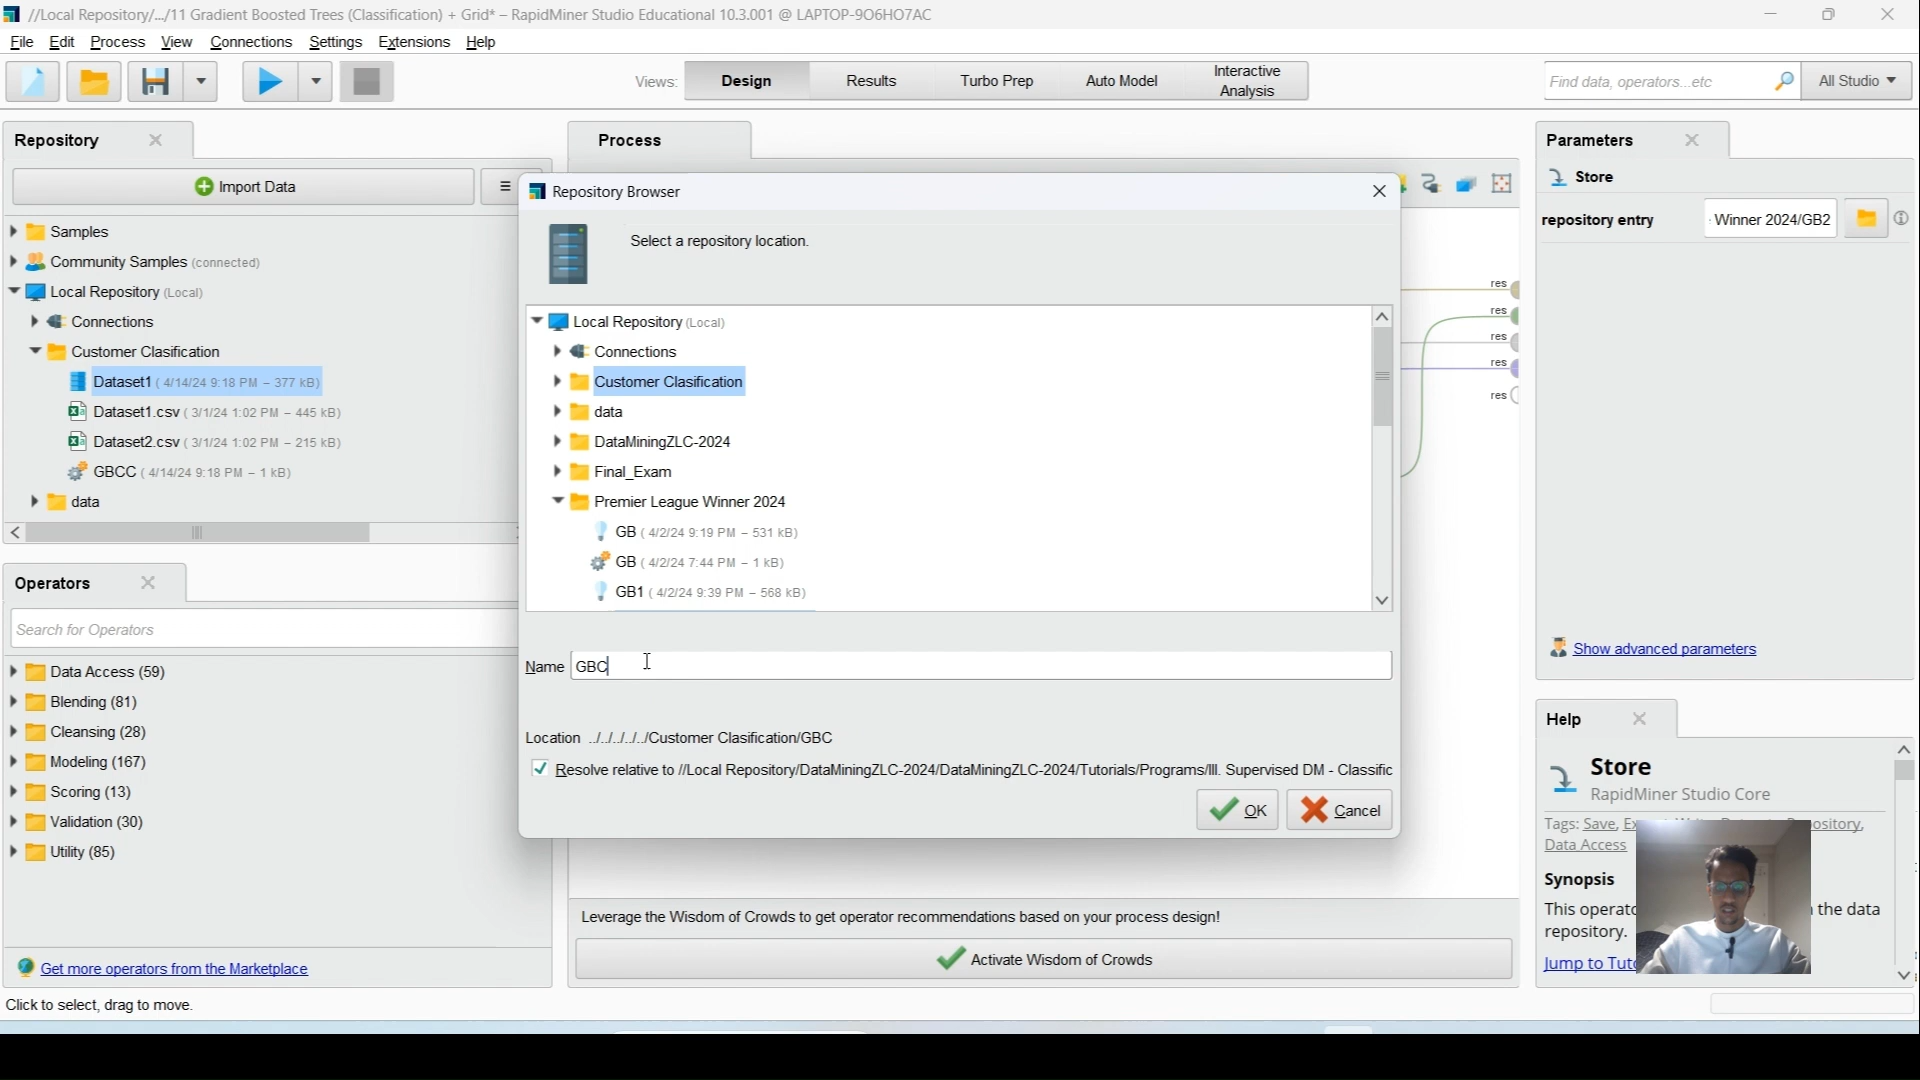 //Local Repository/.../11 Gradient Boosted Trees (Classification) + Grid* – RapidMiner Studio Educational 10.3.001 @ LAPTOP-9O6HO7AC
File Edit Process View Connections Settings Extensions Help
Views: Design Results Turbo Prep Auto Model Interactive Analysis
Find data, operators...etc All Studio
Repository
Import Data
Samples
Community Samples (connected)
Local Repository (Local)
Connections
Customer Clasification
Dataset1 ( 4/14/24 9:18 PM – 377 kB)
Dataset1.csv ( 3/1/24 1:02 PM – 445 kB)
Dataset2.csv ( 3/1/24 1:02 PM – 215 kB)
GBCC ( 4/14/24 9:18 PM – 1 kB)
data
Operators
Search for Operators
Data Access (59)
Blending (81)
Cleansing (28)
Modeling (167)
Scoring (13)
Validation (30)
Utility (85)
Get more operators from the Marketplace
Click to select, drag to move.
Process
Repository Browser
Select a repository location.
Local Repository (Local)
Connections
Customer Clasification
data
DataMiningZLC-2024
Final_Exam
Premier League Winner 2024
GB ( 4/2/24 9:19 PM – 531 kB)
GB ( 4/2/24 7:44 PM – 1 kB)
GB1 ( 4/2/24 9:39 PM – 568 kB)
Name GBC
Location ../../../../../Customer Clasification/GBC
Resolve relative to //Local Repository/DataMiningZLC-2024/DataMiningZLC-2024/Tutorials/Programs/III. Supervised DM - Classific
OK Cancel
res
res
res
res
res
Leverage the Wisdom of Crowds to get operator recommendations based on your process design!
Activate Wisdom of Crowds
Parameters
Store
repository entry Winner 2024/GB2
Show advanced parameters
Help
Store
RapidMiner Studio Core
Tags: Save,
Data Access
Synopsis
This the data
repository.
Jump to